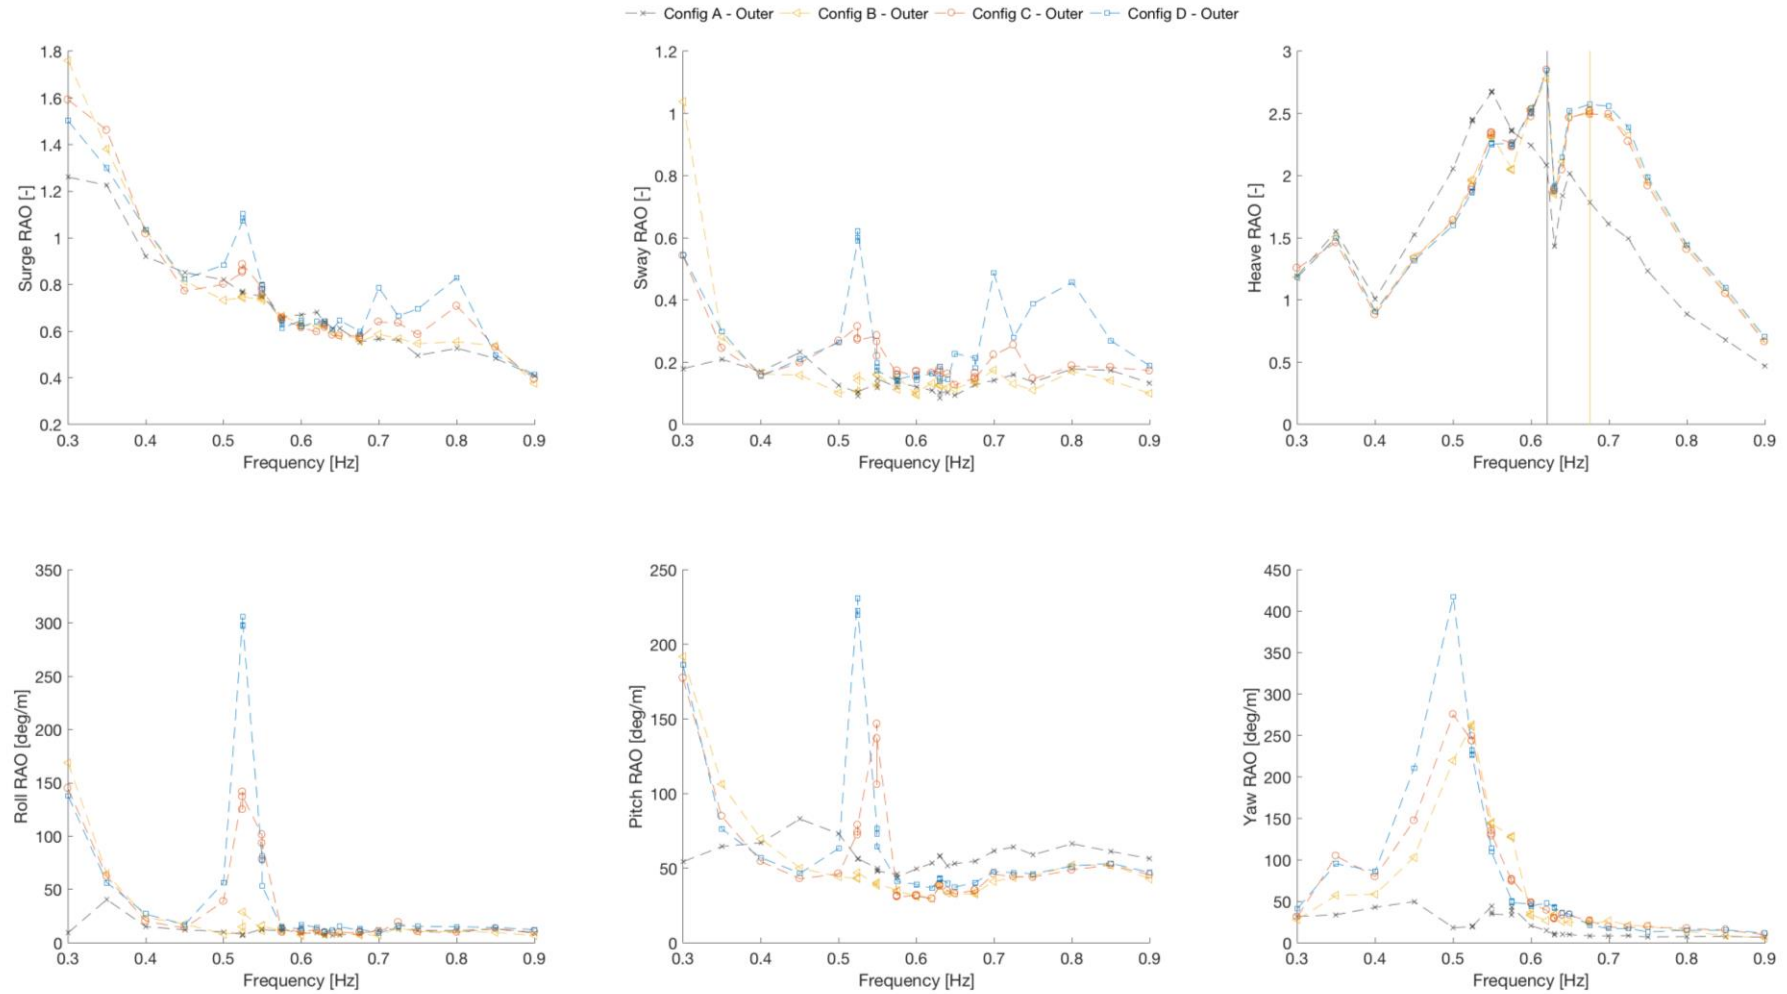 Config A - Outer Config B - Outer Config C - Outer Config D - Outer
Surge RAO [-]
1.8
1.6
1.4
1.2
1
0.8
0.6
0.4
0.2
0.3 0.4 0.5 0.6 0.7 0.8 0.9
Frequency [Hz]
Sway RAO [-]
1.2
1
0.8
0.6
0.4
0.2
0
0.3 0.4 0.5 0.6 0.7 0.8 0.9
Frequency [Hz]
Heave RAO [-]
3
2.5
2
1.5
1
0.5
0
0.3 0.4 0.5 0.6 0.7 0.8 0.9
Frequency [Hz]
Roll RAO [deg/m]
350
300
250
200
150
100
50
0
0.3 0.4 0.5 0.6 0.7 0.8 0.9
Frequency [Hz]
Pitch RAO [deg/m]
250
200
150
100
50
0
0.3 0.4 0.5 0.6 0.7 0.8 0.9
Frequency [Hz]
Yaw RAO [deg/m]
450
400
350
300
250
200
150
100
50
0
0.3 0.4 0.5 0.6 0.7 0.8 0.9
Frequency [Hz]